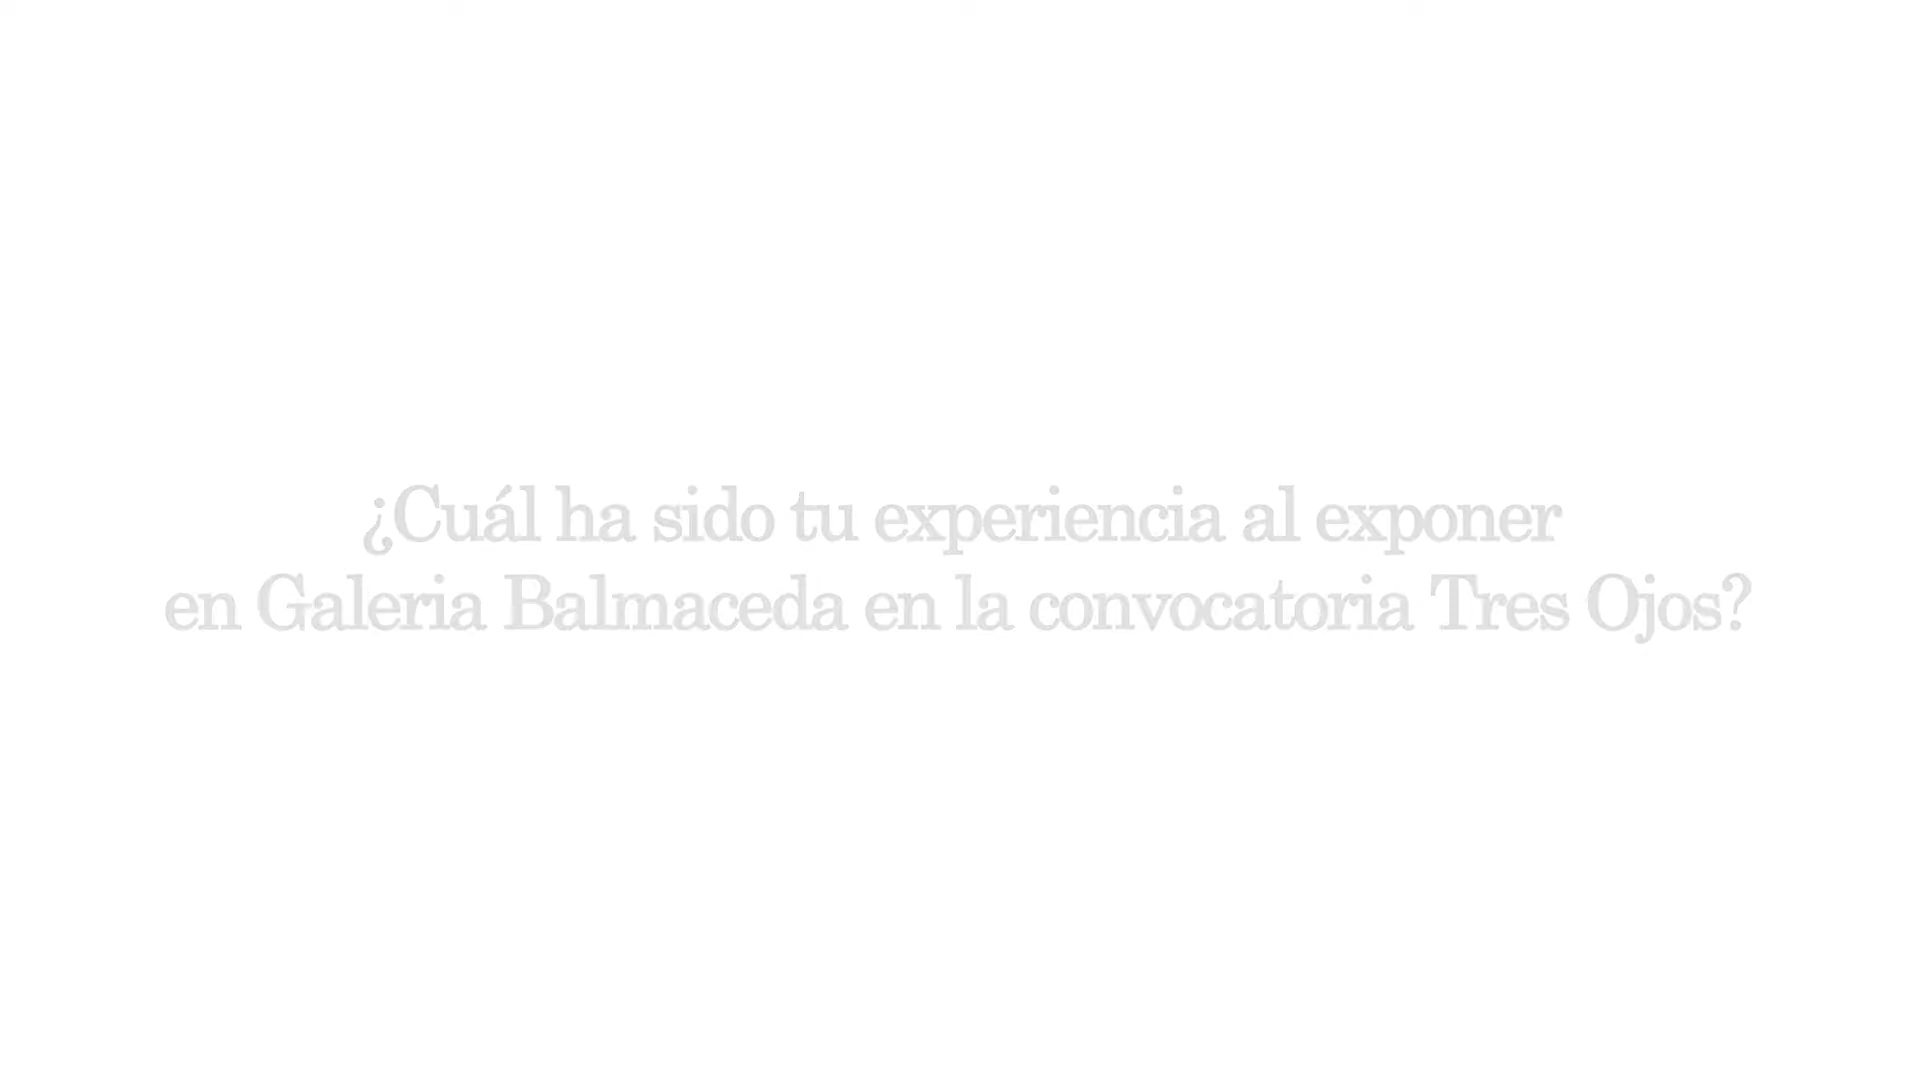 ¿Cuál ha sido tu experiencia al exponer
en Galeria Balmaceda en la convocatoria Tres Ojos?